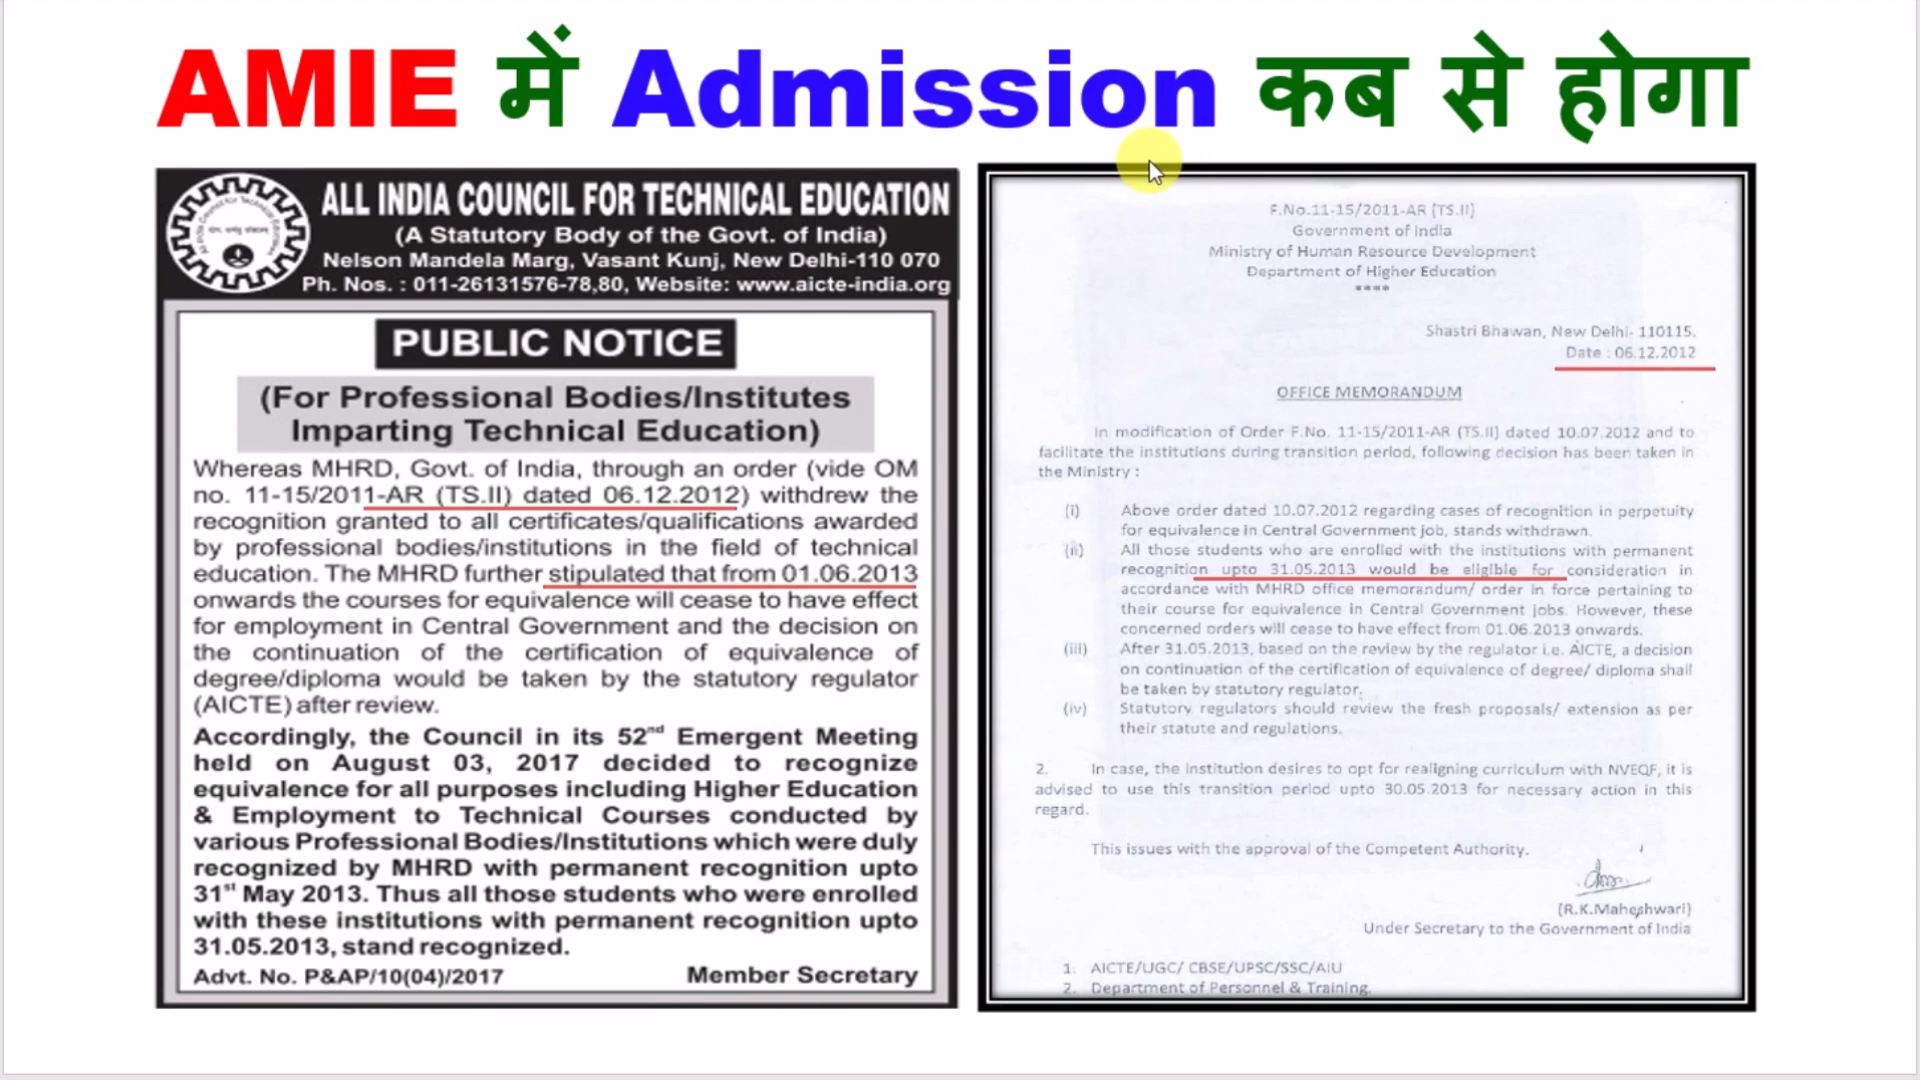 AMIE में Admission कब से होगा
ALL INDIA COUNCIL FOR TECHNICAL EDUCATION
(A Statutory Body of the Govt. of India)
Nelson Mandela Marg, Vasant Kunj, New Delhi-110 070
Ph. Nos. : 011-26131576-78,80, Website: www.aicte-india.org
PUBLIC NOTICE
(For Professional Bodies/Institutes
Imparting Technical Education)
Whereas MHRD, Govt. of India, through an order (vide OM
no. 11-15/2011-AR (TS.II) dated 06.12.2012) withdrew the
recognition granted to all certificates/qualifications awarded
by professional bodies/institutions in the field of technical
education. The MHRD further stipulated that from 01.06.2013
onwards the courses for equivalence will cease to have effect
for employment in Central Government and the decision on
the continuation of the certification of equivalence of
degree/diploma would be taken by the statutory regulator
(AICTE) after review.
Accordingly, the Council in its 52nd Emergent Meeting
held on August 03, 2017 decided to recognize
equivalence for all purposes including Higher Education
& Employment to Technical Courses conducted by
various Professional Bodies/Institutions which were duly
recognized by MHRD with permanent recognition upto
31st May 2013. Thus all those students who were enrolled
with these institutions with permanent recognition upto
31.05.2013, stand recognized.
Advt. No. P&AP/10(04)/2017 Member Secretary
F.No.11-15/2011-AR (TS.II)
Government of India
Ministry of Human Resource Development
Department of Higher Education
****
Shastri Bhawan, New Delhi- 110115.
Date : 06.12.2012
OFFICE MEMORANDUM
In modification of Order F.No. 11-15/2011-AR (TS.II) dated 10.07.2012 and to
facilitate the institutions during transition period, following decision has been taken in
the Ministry :
(i) Above order dated 10.07.2012 regarding cases of recognition in perpetuity
for equivalence in Central Government job, stands withdrawn.
(ii) All those students who are enrolled with the institutions with permanent
recognition upto 31.05.2013 would be eligible for consideration in
accordance with MHRD office memorandum/ order in force pertaining to
their course for equivalence in Central Government jobs. However, these
concerned orders will cease to have effect from 01.06.2013 onwards.
(iii) After 31.05.2013, based on the review by the regulator i.e. AICTE, a decision
on continuation of the certification of equivalence of degree/ diploma shall
be taken by statutory regulator.
(iv) Statutory regulators should review the fresh proposals/ extension as per
their statute and regulations.
2. In case, the institution desires to opt for realigning curriculum with NVEQF, it is
advised to use this transition period upto 30.05.2013 for necessary action in this
regard.
This issues with the approval of the Competent Authority.
(R.K.Maheshwari)
Under Secretary to the Government of India
1. AICTE/UGC/ CBSE/UPSC/SSC/AIU
2. Department of Personnel & Training.